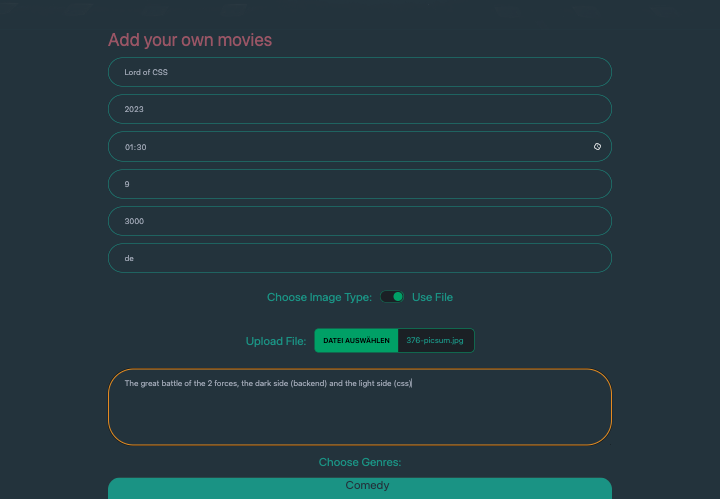 Add your own movies
Lord of CSS
2023
01:30
9
3000
de
Choose Image Type: Use File
Upload File: DATEI AUSWÄHLEN 376-picsum.jpg
The great battle of the 2 forces, the dark side (backend) and the light side (css)
Choose Genres:
Comedy